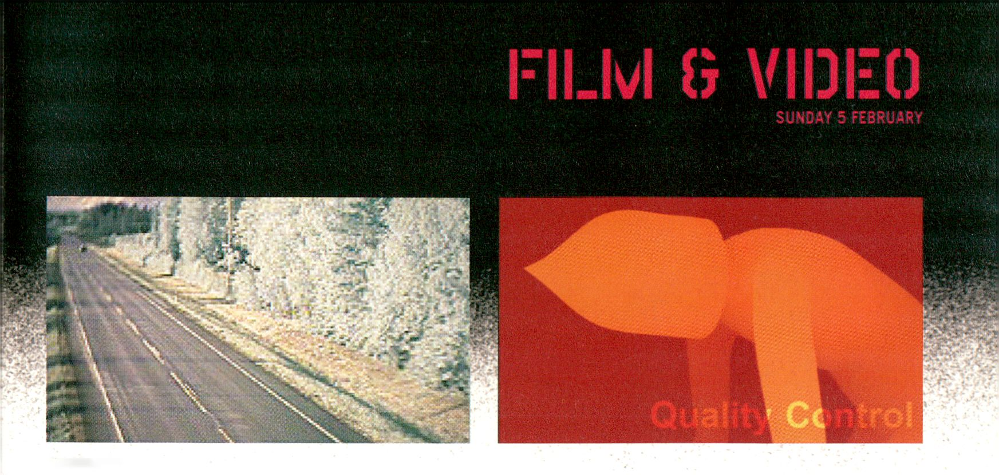 FILM & VIDEO
SUNDAY 5 FEBRUARY
Quality Control